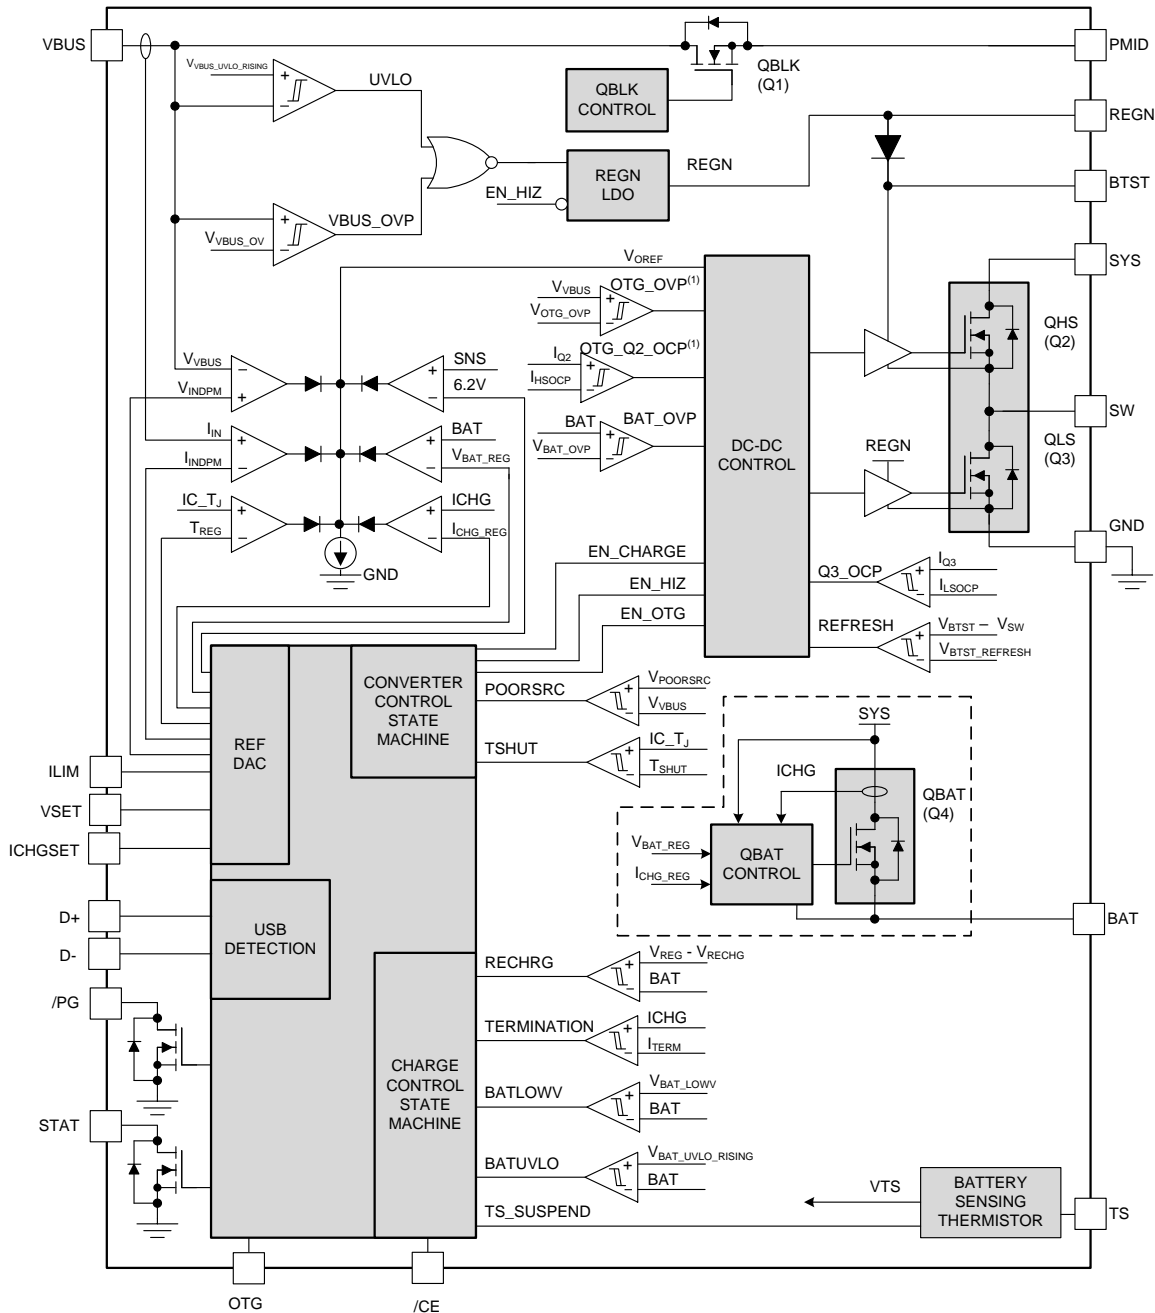 VBUS
PMID
V_VBUS_UVLO_RISING
+
−
UVLO
QBLK
CONTROL
QBLK
(Q1)
REGN
EN_HIZ
REGN
LDO
REGN
BTST
+
−
VBUS_OVP
V_VBUS_OV
SYS
V_OREF
V_VBUS
OTG_OVP(1)
V_OTG_OVP
+
−
I_Q2
OTG_Q2_OCP(1)
I_HSOCP
+
−
BAT
BAT_OVP
V_BAT_OVP
+
−
DC-DC
CONTROL
QHS
(Q2)
SW
REGN
QLS
(Q3)
GND
V_VBUS
−
V_INDPM
+
+
SNS
−
6.2V
I_IN
+
I_INDPM
−
+
BAT
−
V_BAT_REG
IC_T_J
+
T_REG
−
+
ICHG
−
I_CHG_REG
GND
EN_CHARGE
EN_HIZ
EN_OTG
Q3_OCP
+
I_Q3
−
I_LSOCP
REFRESH
+
V_BTST – V_SW
−
V_BTST_REFRESH
REF
DAC
CONVERTER
CONTROL
STATE
MACHINE
POORSRC
+
V_POORSRC
−
V_VBUS
TSHUT
+
IC_T_J
−
T_SHUT
SYS
ICHG
QBAT
(Q4)
V_BAT_REG
I_CHG_REG
QBAT
CONTROL
BAT
ILIM
VSET
ICHGSET
D+
D-
USB
DETECTION
/PG
STAT
RECHRG
+
V_REG - V_RECHG
−
BAT
TERMINATION
+
ICHG
−
I_TERM
CHARGE
CONTROL
STATE
MACHINE
BATLOWV
+
V_BAT_LOWV
−
BAT
BATUVLO
+
V_BAT_UVLO_RISING
−
BAT
TS_SUSPEND
VTS
BATTERY
SENSING
THERMISTOR
TS
OTG
/CE